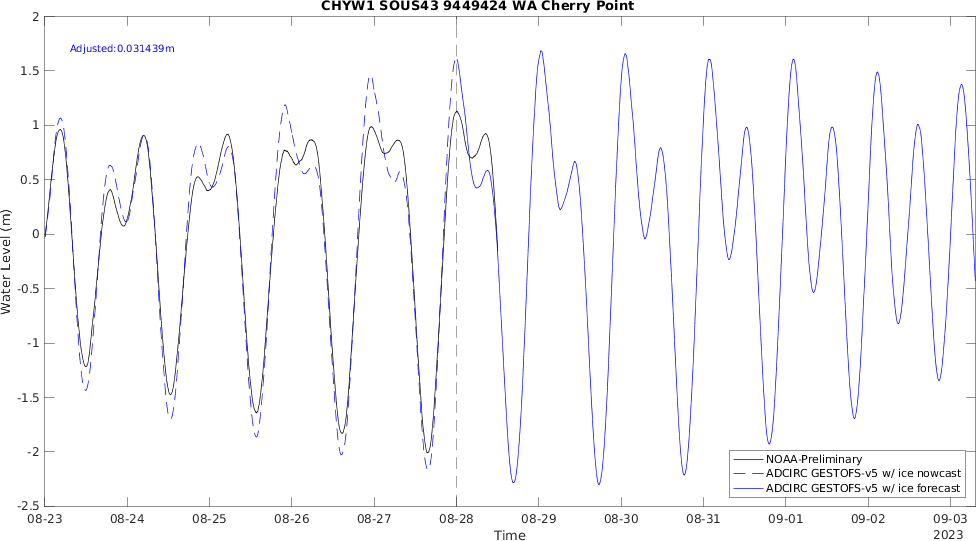 CHYW1 SOUS43 9449424 WA Cherry Point
Adjusted:0.031439m
2
1.5
1
0.5
0
-0.5
-1
-1.5
-2
-2.5
Water Level (m)
NOAA-Preliminary
ADCIRC GESTOFS-v5 w/ ice nowcast
ADCIRC GESTOFS-v5 w/ ice forecast
08-23 08-24 08-25 08-26 08-27 08-28 08-29 08-30 08-31 09-01 09-02 09-03
Time
2023